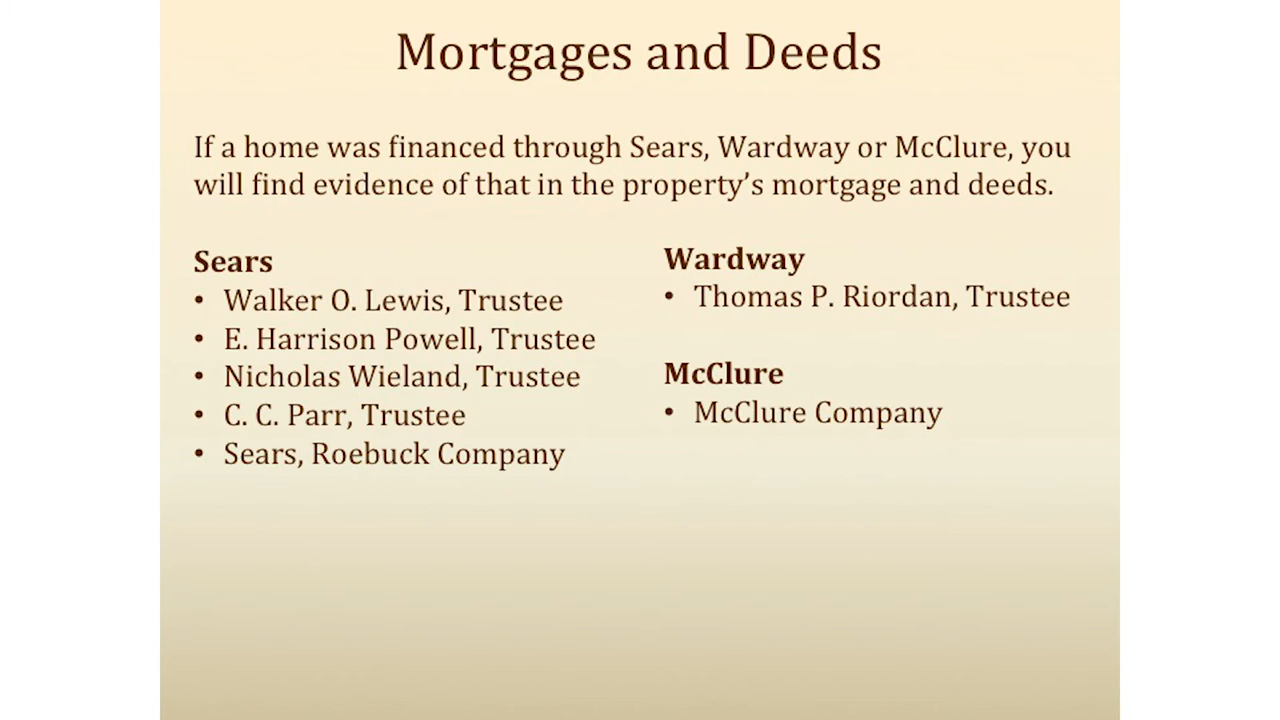 Mortgages and Deeds
If a home was financed through Sears, Wardway or McClure, you
will find evidence of that in the property’s mortgage and deeds.
Sears
• Walker O. Lewis, Trustee
• E. Harrison Powell, Trustee
• Nicholas Wieland, Trustee
• C. C. Parr, Trustee
• Sears, Roebuck Company
Wardway
• Thomas P. Riordan, Trustee
McClure
• McClure Company